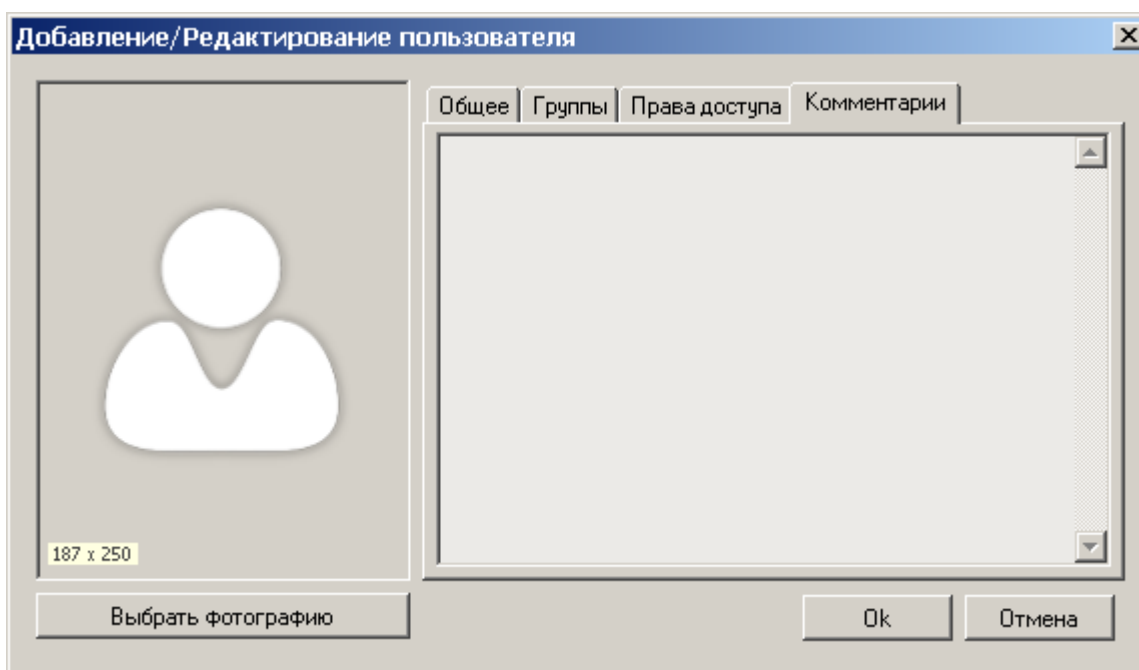 Добавление/Редактирование пользователя
Общее Группы Права доступа Комментарии
187 x 250
Выбрать фотографию
Ok Отмена